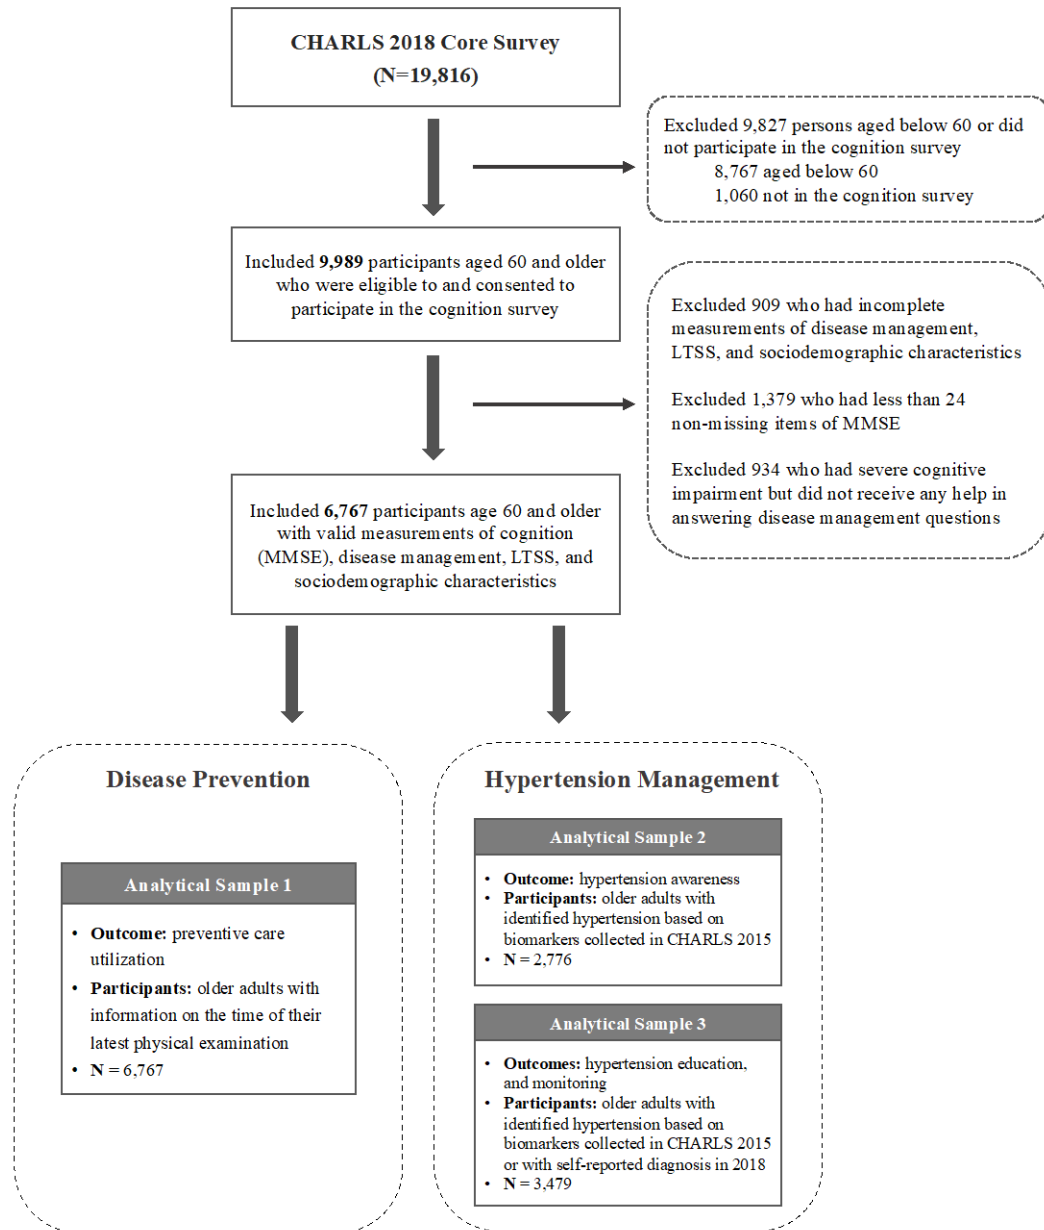 CHARLS 2018 Core Survey
(N=19,816)
Excluded 9,827 persons aged below 60 or did
not participate in the cognition survey
8,767 aged below 60
1,060 not in the cognition survey
Included 9,989 participants aged 60 and older
who were eligible to and consented to
participate in the cognition survey
Excluded 909 who had incomplete
measurements of disease management,
LTSS, and sociodemographic characteristics
Excluded 1,379 who had less than 24
non-missing items of MMSE
Excluded 934 who had severe cognitive
impairment but did not receive any help in
answering disease management questions
Included 6,767 participants age 60 and older
with valid measurements of cognition
(MMSE), disease management, LTSS, and
sociodemographic characteristics
Disease Prevention
Analytical Sample 1
• Outcome: preventive care
utilization
• Participants: older adults with
information on the time of their
latest physical examination
• N = 6,767
Hypertension Management
Analytical Sample 2
• Outcome: hypertension awareness
• Participants: older adults with
identified hypertension based on
biomarkers collected in CHARLS 2015
• N = 2,776
Analytical Sample 3
• Outcomes: hypertension education,
and monitoring
• Participants: older adults with
identified hypertension based on
biomarkers collected in CHARLS 2015
or with self-reported diagnosis in 2018
• N = 3,479